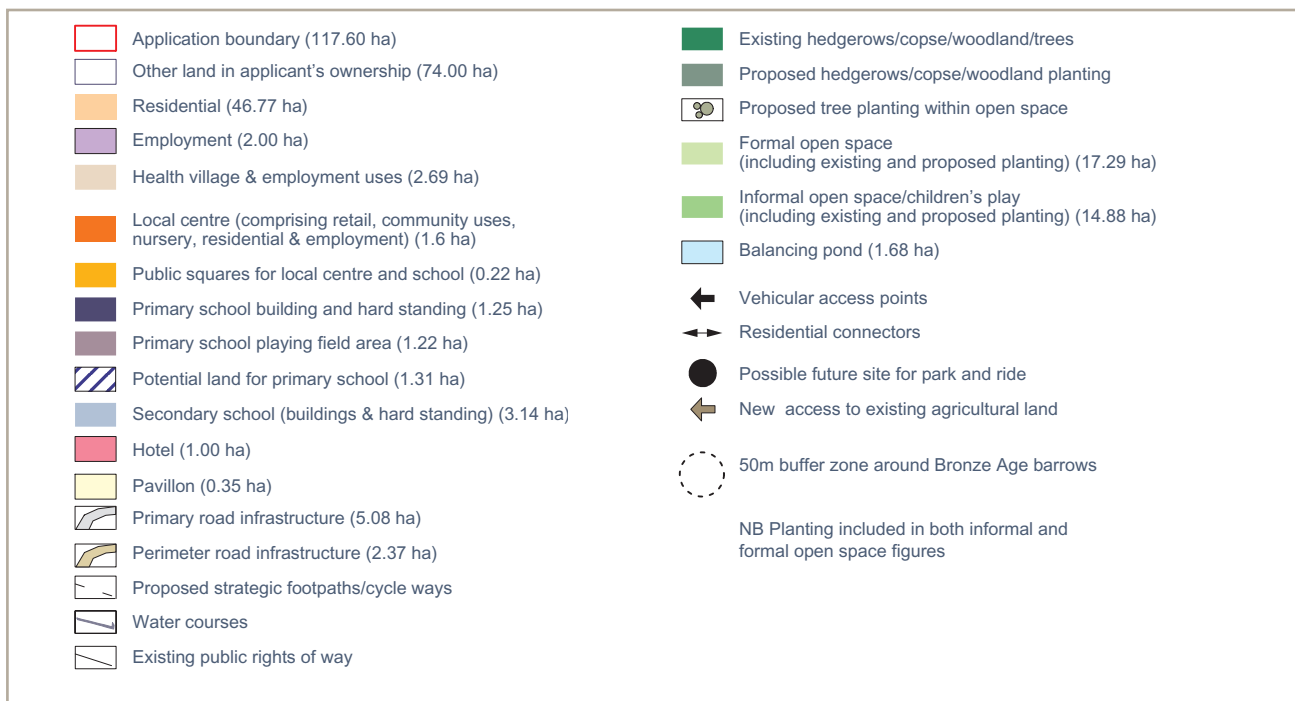 Application boundary (117.60 ha)
Other land in applicant's ownership (74.00 ha)
Residential (46.77 ha)
Employment (2.00 ha)
Health village & employment uses (2.69 ha)
Local centre (comprising retail, community uses,
nursery, residential & employment) (1.6 ha)
Public squares for local centre and school (0.22 ha)
Primary school building and hard standing (1.25 ha)
Primary school playing field area (1.22 ha)
Potential land for primary school (1.31 ha)
Secondary school (buildings & hard standing) (3.14 ha)
Hotel (1.00 ha)
Pavillon (0.35 ha)
Primary road infrastructure (5.08 ha)
Perimeter road infrastructure (2.37 ha)
Proposed strategic footpaths/cycle ways
Water courses
Existing public rights of way
Existing hedgerows/copse/woodland/trees
Proposed hedgerows/copse/woodland planting
Proposed tree planting within open space
Formal open space
(including existing and proposed planting) (17.29 ha)
Informal open space/children's play
(including existing and proposed planting) (14.88 ha)
Balancing pond (1.68 ha)
Vehicular access points
Residential connectors
Possible future site for park and ride
New access to existing agricultural land
50m buffer zone around Bronze Age barrows
NB Planting included in both informal and
formal open space figures